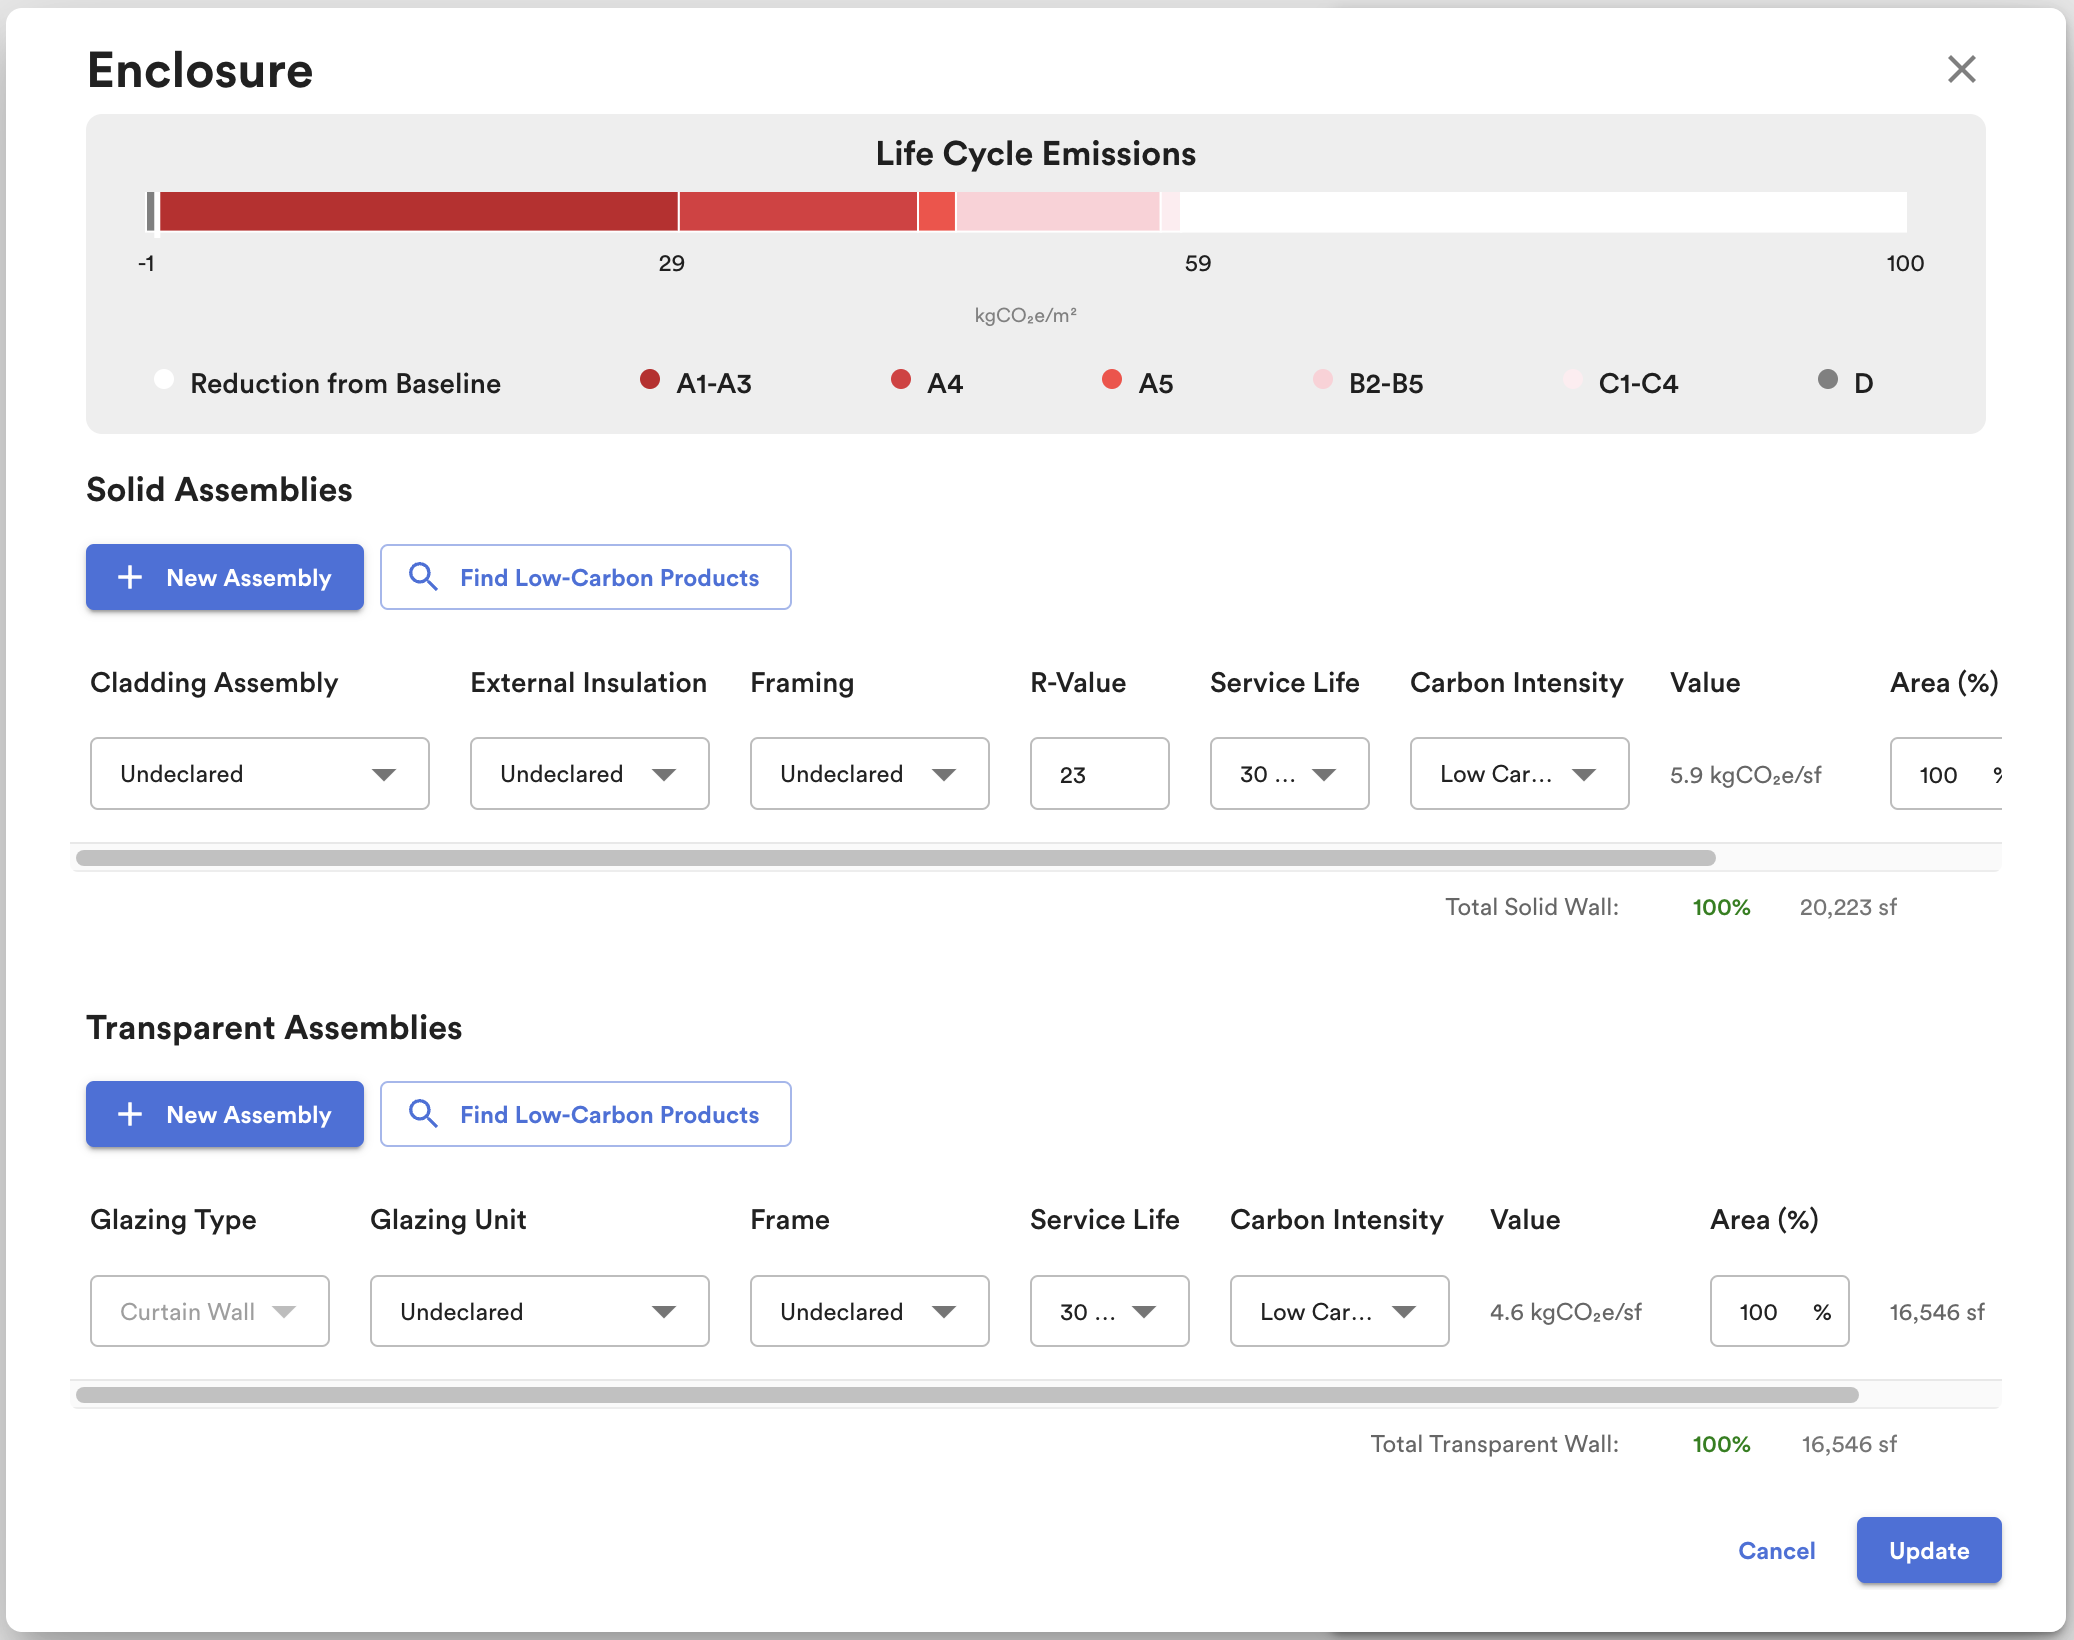 Enclosure
Life Cycle Emissions
-1 29 59 100
kgCO₂e/m²
Reduction from Baseline A1-A3 A4 A5 B2-B5 C1-C4 D
Solid Assemblies
New Assembly Find Low-Carbon Products
Cladding Assembly External Insulation Framing R-Value Service Life Carbon Intensity Value Area (%)
Undeclared Undeclared Undeclared 23 30 ... Low Car... 5.9 kgCO₂e/sf 100 %
Total Solid Wall: 100% 20,223 sf
Transparent Assemblies
New Assembly Find Low-Carbon Products
Glazing Type Glazing Unit Frame Service Life Carbon Intensity Value Area (%)
Curtain Wall Undeclared Undeclared 30 ... Low Car... 4.6 kgCO₂e/sf 100 % 16,546 sf
Total Transparent Wall: 100% 16,546 sf
Cancel Update